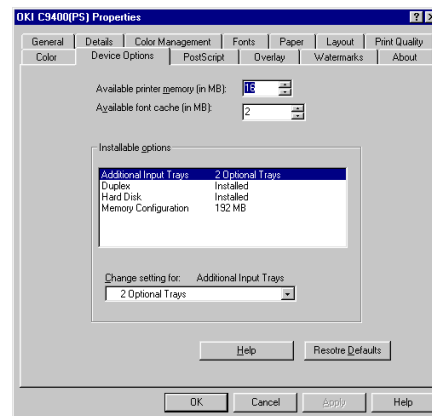 OKI C9400(PS) Properties
General Details Color Management Fonts Paper Layout Print Quality
Color Device Options PostScript Overlay Watermarks About
Available printer memory (in MB): 16
Available font cache (in MB): 2
Installable options
Additional Input Trays 2 Optional Trays
Duplex Installed
Hard Disk Installed
Memory Configuration 192 MB
Change setting for: Additional Input Trays
2 Optional Trays
Help Resotre Defaults
OK Cancel Apply Help